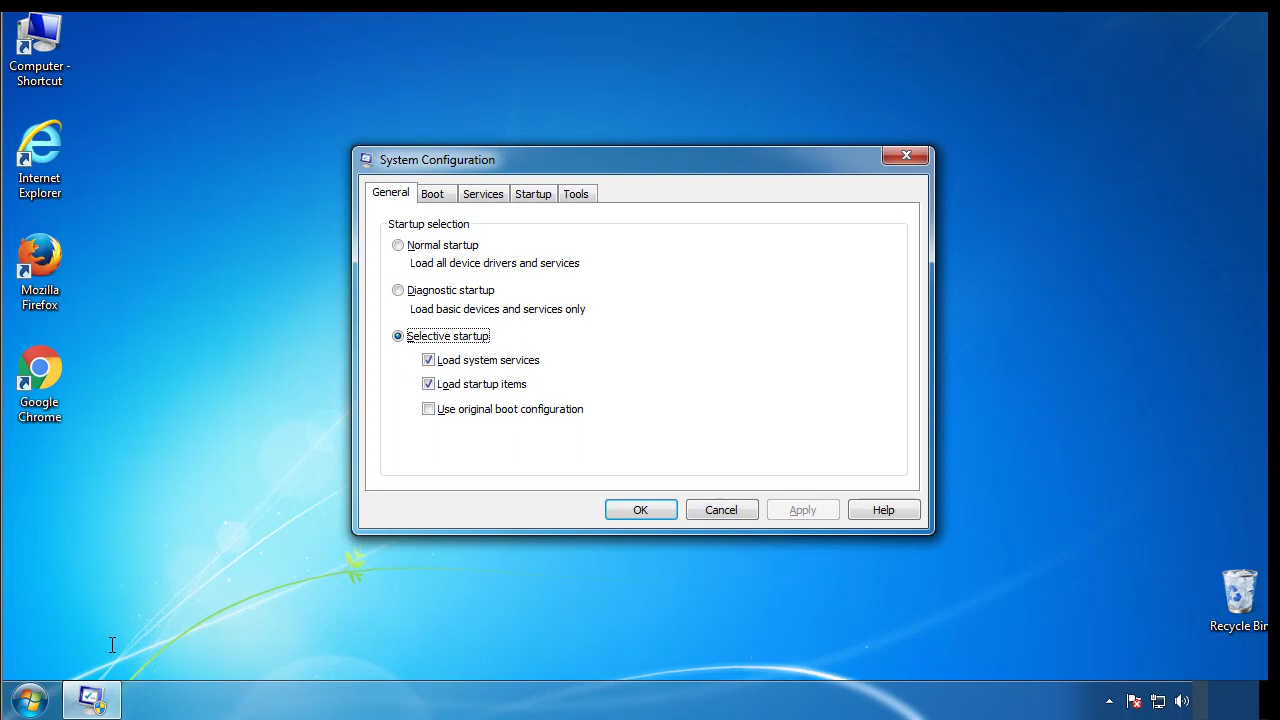 Computer -
Shortcut
Internet
Explorer
Mozilla
Firefox
Google
Chrome
System Configuration
General Boot Services Startup Tools
Startup selection
Normal startup
Load all device drivers and services
Diagnostic startup
Load basic devices and services only
Selective startup
Load system services
Load startup items
Use original boot configuration
OK Cancel Apply Help
Recycle Bin